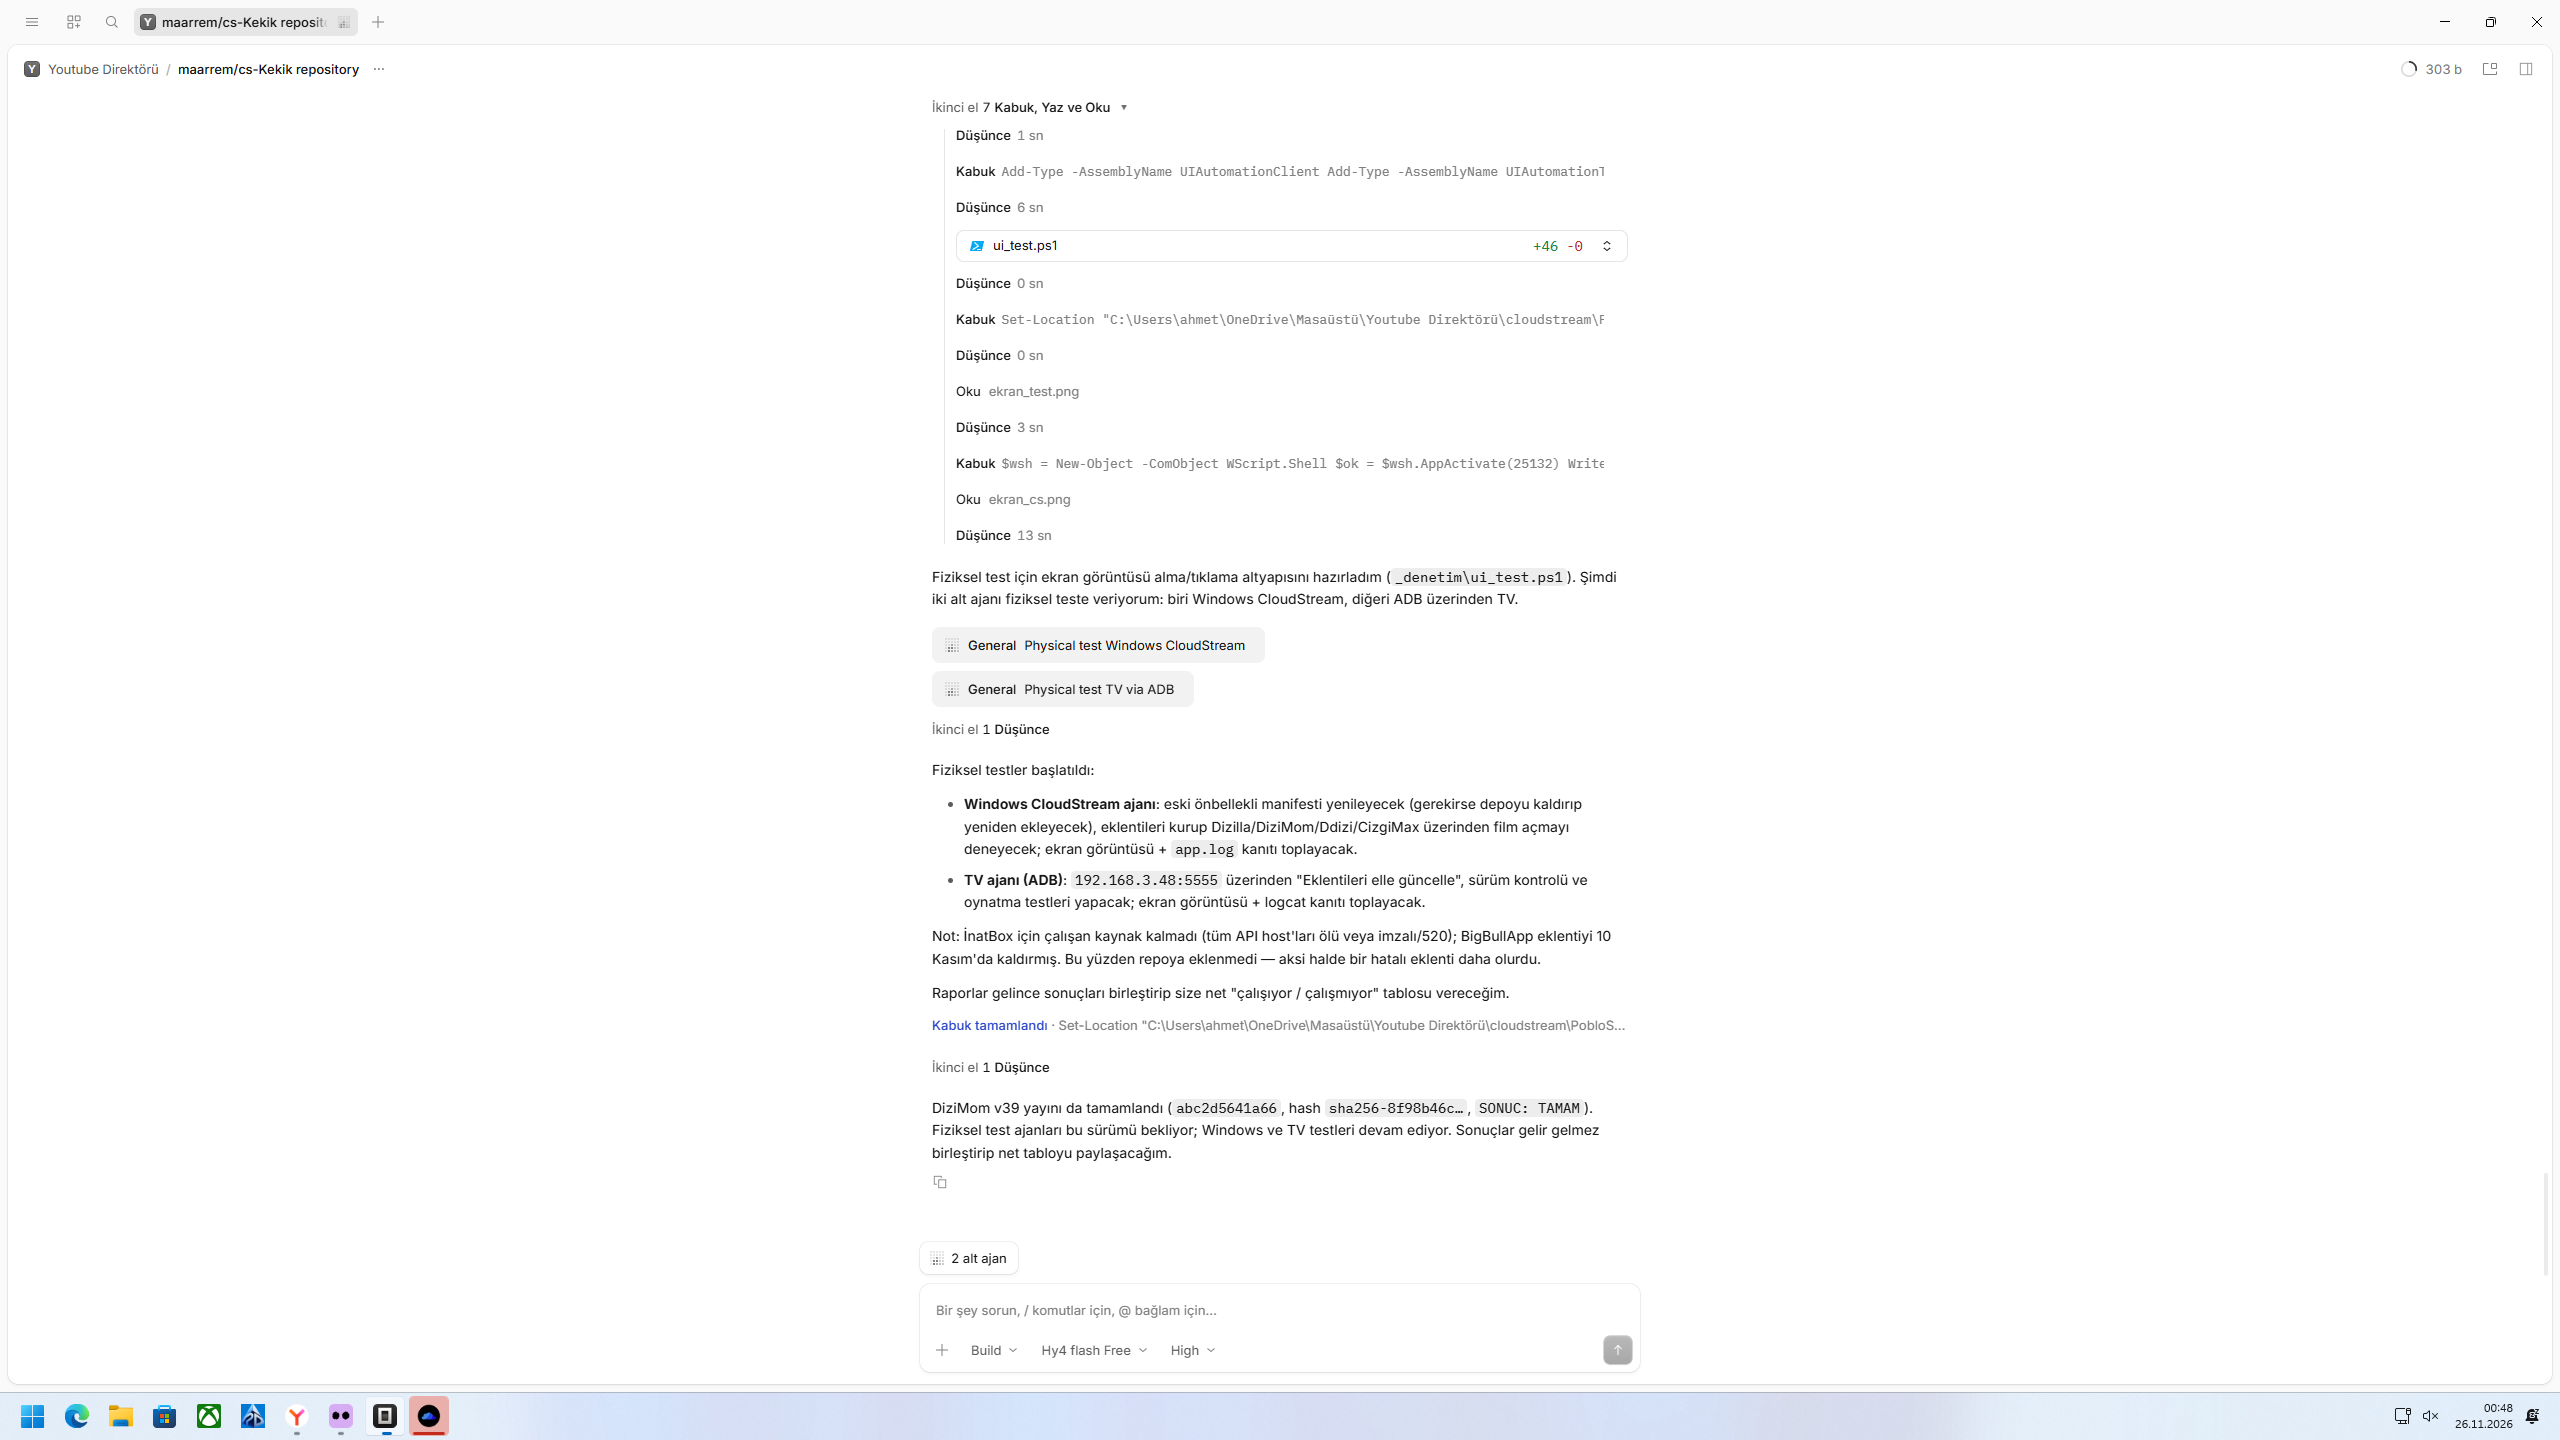 maarrem/cs-Kekik reposit
Youtube Direktörü / maarrem/cs-Kekik repository ···
303 b
İkinci el 7 Kabuk, Yaz ve Oku
Düşünce 1 sn
Kabuk Add-Type -AssemblyName UIAutomationClient Add-Type -AssemblyName UIAutomationT
Düşünce 6 sn
ui_test.ps1 +46 -0
Düşünce 0 sn
Kabuk Set-Location "C:\Users\ahmet\OneDrive\Masaüstü\Youtube Direktörü\cloudstream\P
Düşünce 0 sn
Oku ekran_test.png
Düşünce 3 sn
Kabuk $wsh = New-Object -ComObject WScript.Shell $ok = $wsh.AppActivate(25132) Write
Oku ekran_cs.png
Düşünce 13 sn
Fiziksel test için ekran görüntüsü alma/tıklama altyapısını hazırladım (_denetim\ui_test.ps1). Şimdi
iki alt ajanı fiziksel teste veriyorum: biri Windows CloudStream, diğeri ADB üzerinden TV.
General Physical test Windows CloudStream
General Physical test TV via ADB
İkinci el 1 Düşünce
Fiziksel testler başlatıldı:
• Windows CloudStream ajanı: eski önbellekli manifesti yenileyecek (gerekirse depoyu kaldırıp
yeniden ekleyecek), eklentileri kurup Dizilla/DiziMom/Ddizi/CizgiMax üzerinden film açmayı
deneyecek; ekran görüntüsü + app.log kanıtı toplayacak.
• TV ajanı (ADB): 192.168.3.48:5555 üzerinden "Eklentileri elle güncelle", sürüm kontrolü ve
oynatma testleri yapacak; ekran görüntüsü + logcat kanıtı toplayacak.
Not: İnatBox için çalışan kaynak kalmadı (tüm API host'ları ölü veya imzalı/520); BigBullApp eklentiyi 10
Kasım'da kaldırmış. Bu yüzden repoya eklenmedi — aksi halde bir hatalı eklenti daha olurdu.
Raporlar gelince sonuçları birleştirip size net "çalışıyor / çalışmıyor" tablosu vereceğim.
Kabuk tamamlandı · Set-Location "C:\Users\ahmet\OneDrive\Masaüstü\Youtube Direktörü\cloudstream\PobloS...
İkinci el 1 Düşünce
DiziMom v39 yayını da tamamlandı (abc2d5641a66, hash sha256-8f98b46c…, SONUC: TAMAM).
Fiziksel test ajanları bu sürümü bekliyor; Windows ve TV testleri devam ediyor. Sonuçlar gelir gelmez
birleştirip net tabloyu paylaşacağım.
2 alt ajan
Bir şey sorun, / komutlar için, @ bağlam için...
Build Hy4 flash Free High
00:48
26.11.2026